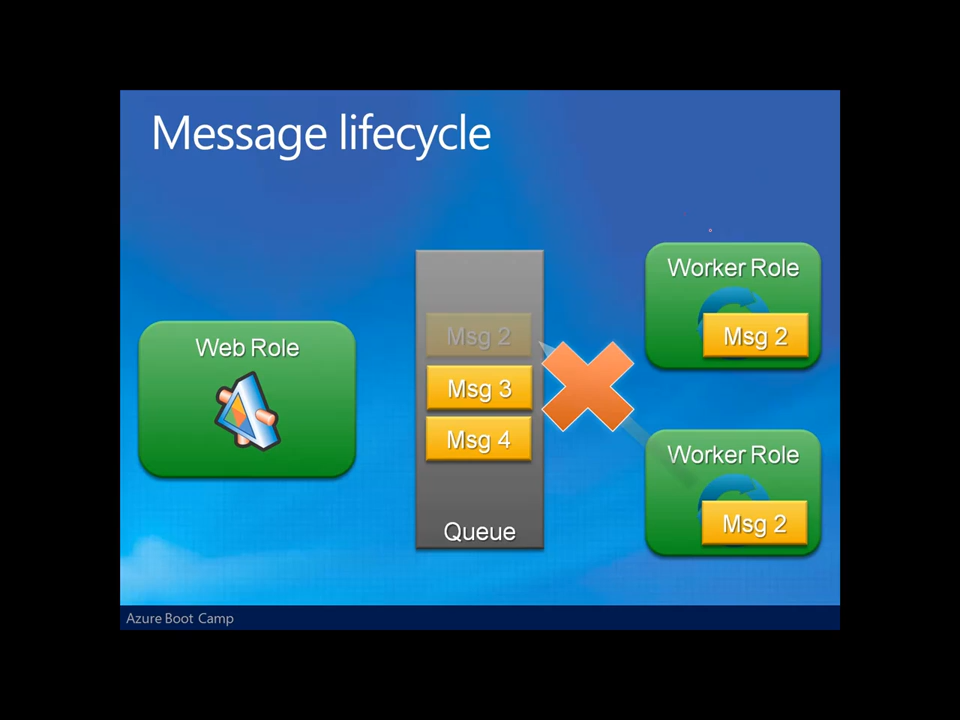 Message lifecycle
Web Role
Msg 2
Msg 3
Msg 4
Queue
Worker Role
Msg 2
Worker Role
Msg 2
Azure Boot Camp